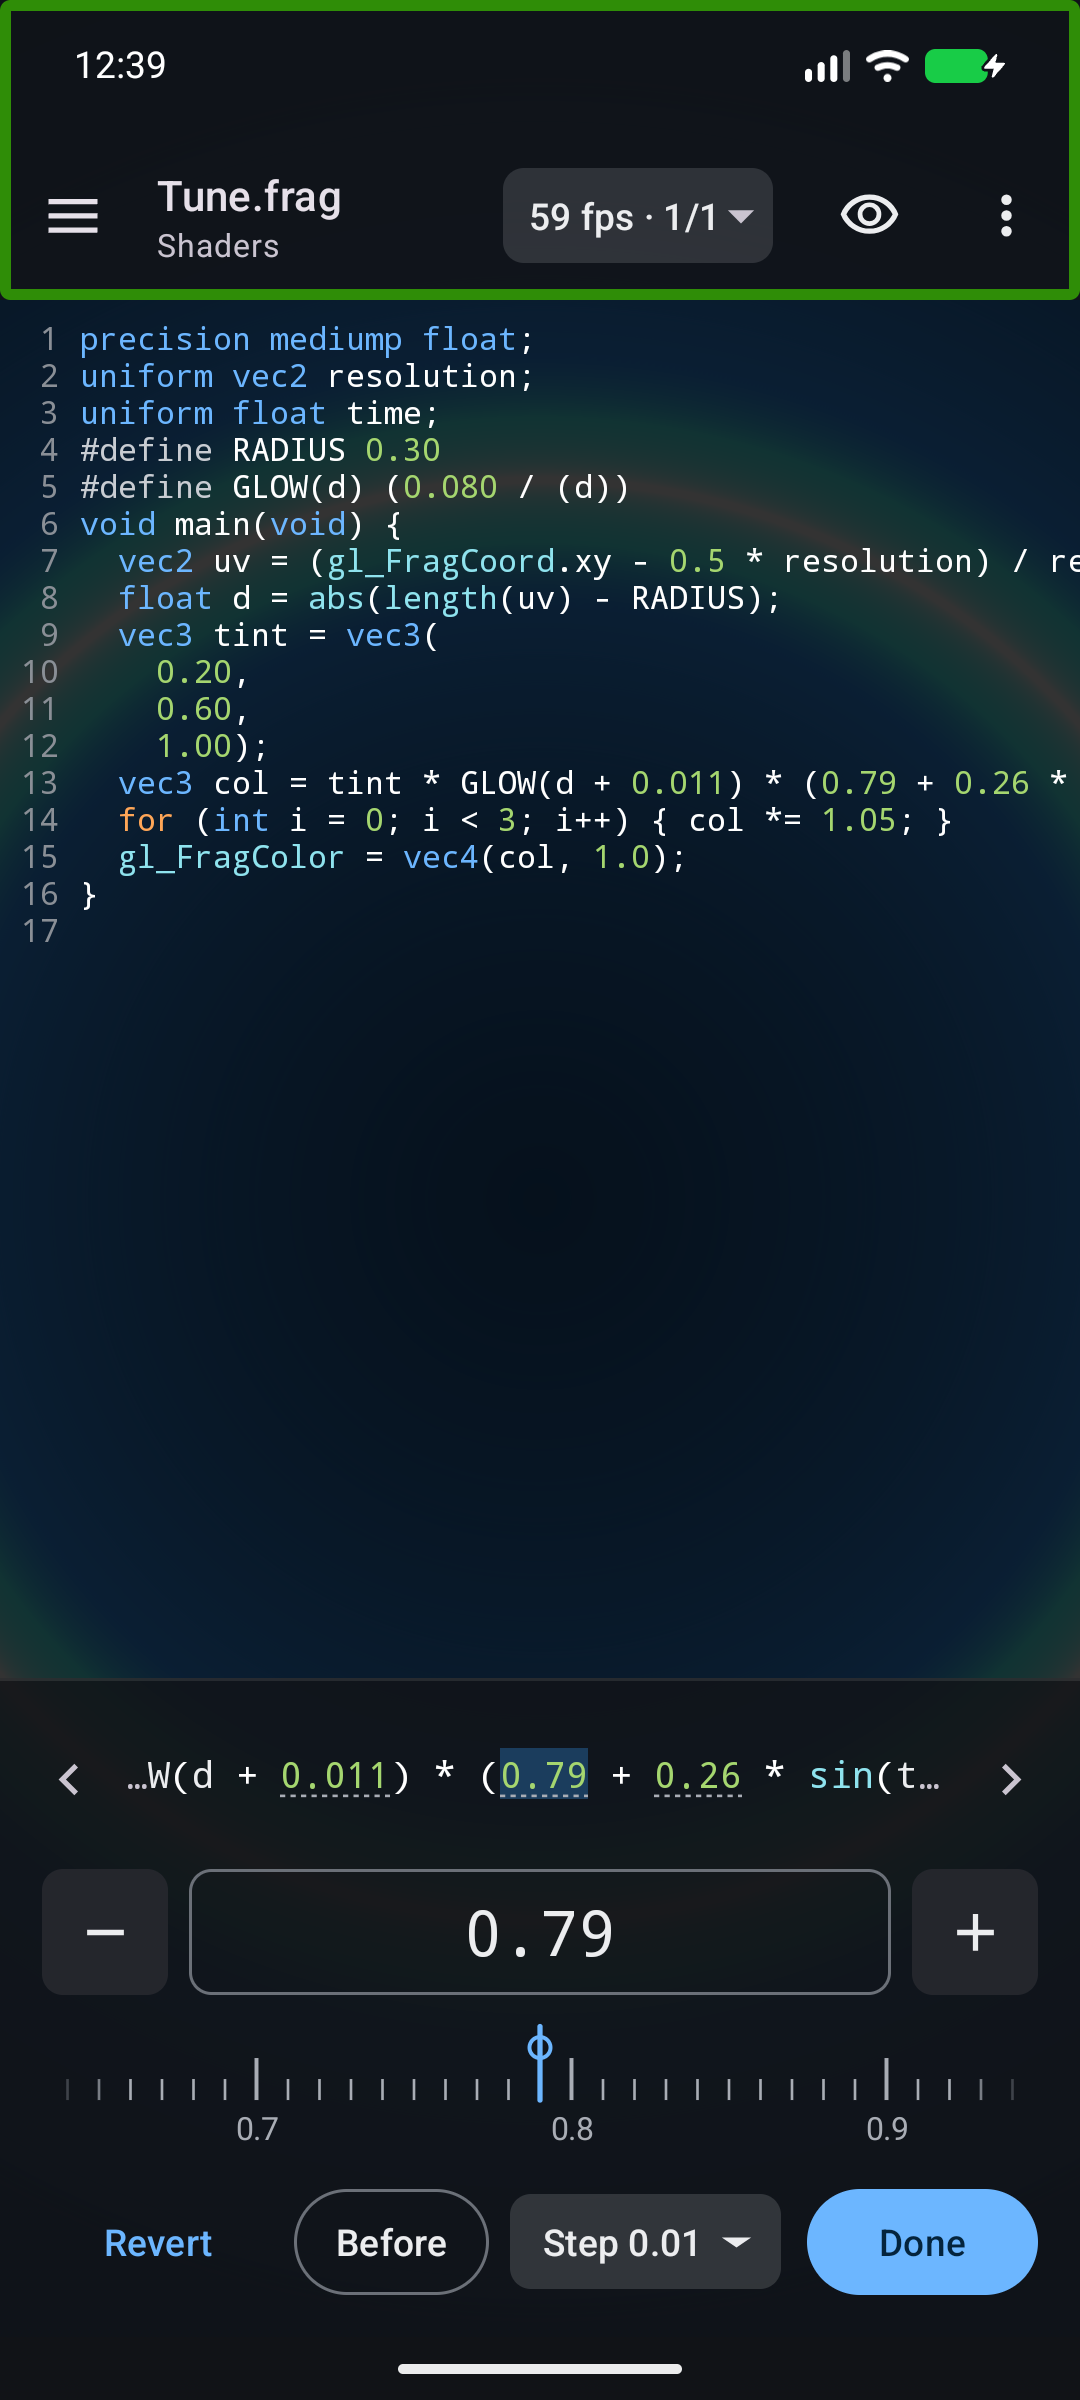 12:39
Tune.frag
Shaders
59 fps · 1/1
1 precision mediump float;
2 uniform vec2 resolution;
3 uniform float time;
4 #define RADIUS 0.30
5 #define GLOW(d) (0.080 / (d))
6 void main(void) {
7   vec2 uv = (gl_FragCoord.xy - 0.5 * resolution) / re
8   float d = abs(length(uv) - RADIUS);
9   vec3 tint = vec3(
10     0.20,
11     0.60,
12     1.00);
13   vec3 col = tint * GLOW(d + 0.011) * (0.79 + 0.26 *
14   for (int i = 0; i < 3; i++) { col *= 1.05; }
15   gl_FragColor = vec4(col, 1.0);
16 }
17
…W(d + 0.011) * (0.79 + 0.26 * sin(t…
0.79
0.7 0.8 0.9
Revert Before Step 0.01 Done